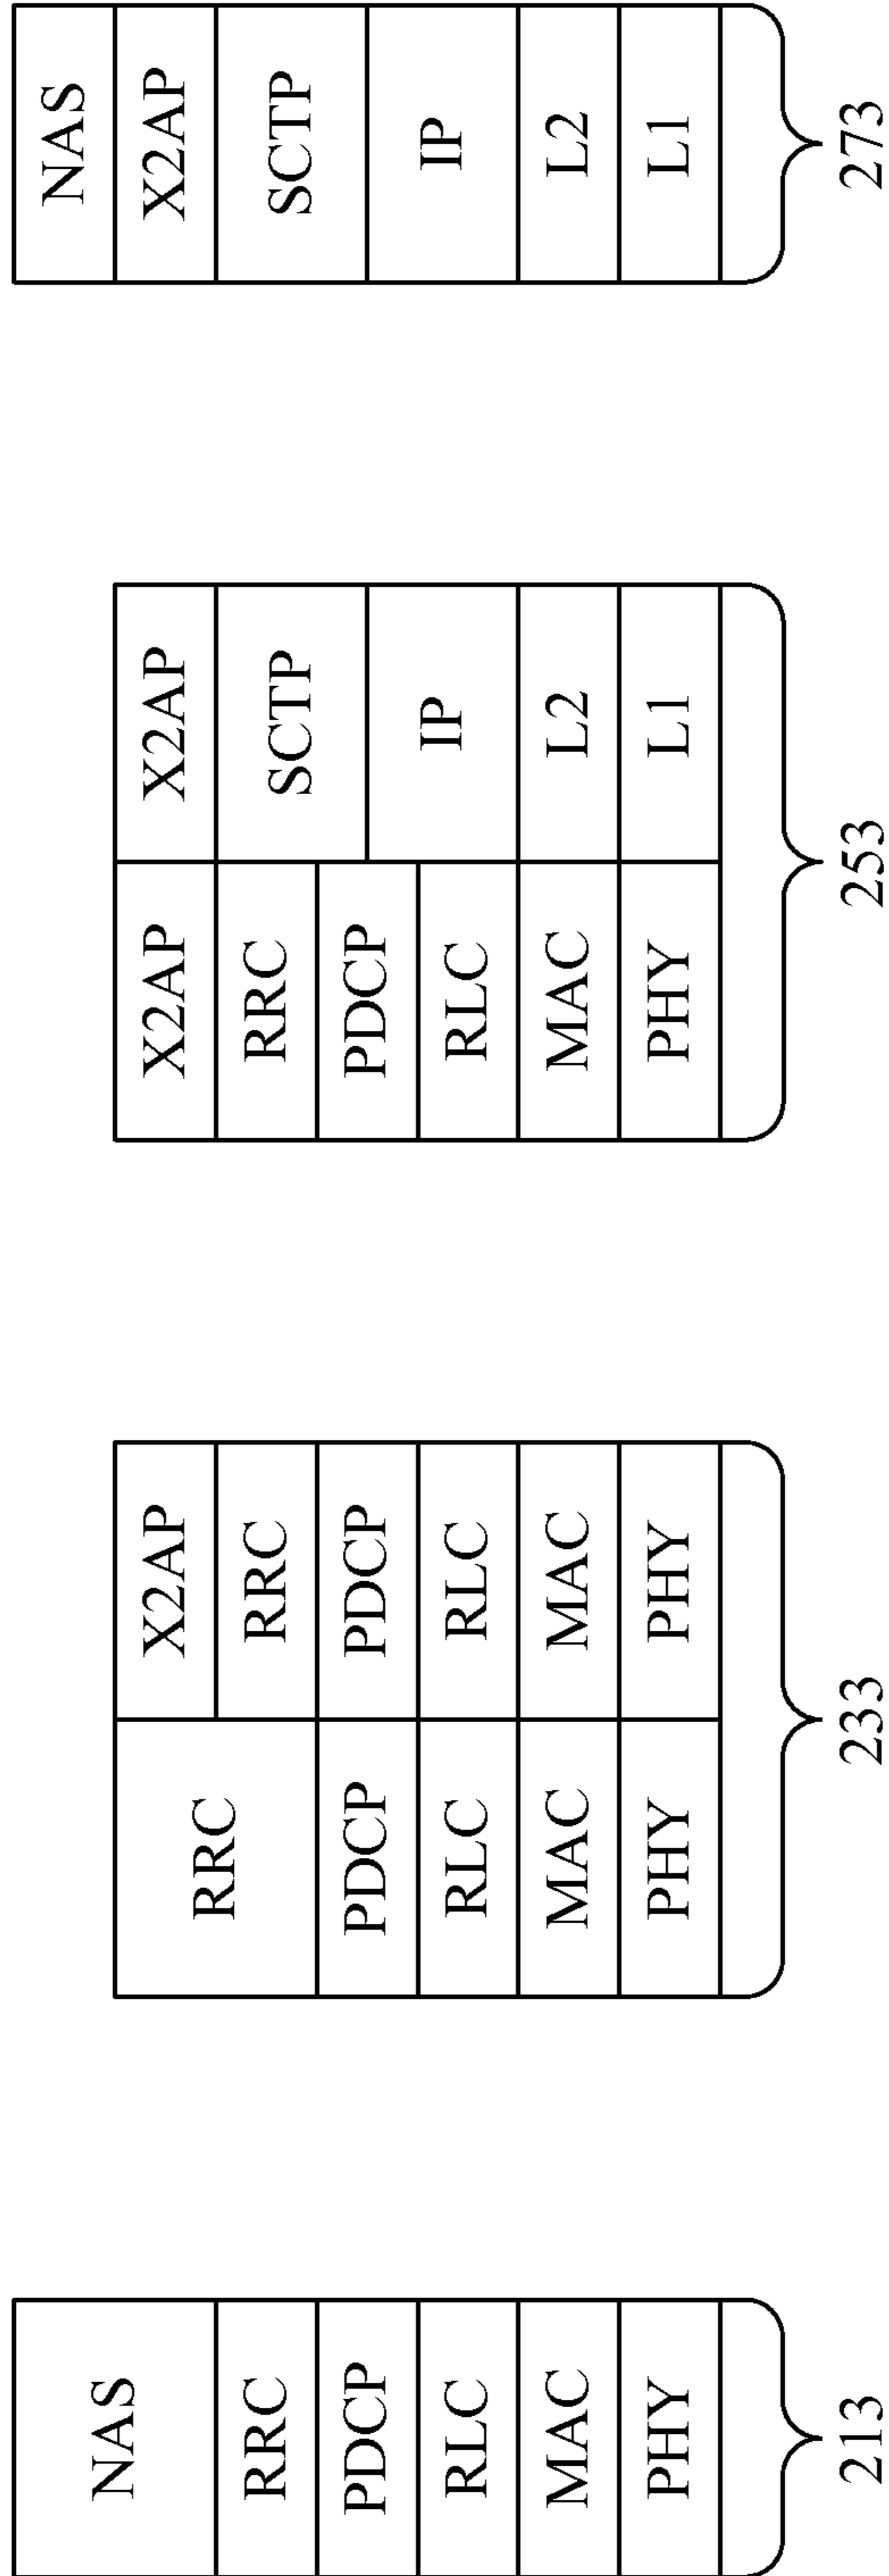 NAS
RRC
PDCP
RLC
MAC
PHY
213
RRC
PDCP
RLC
MAC
PHY
X2AP
RRC
PDCP
RLC
MAC
PHY
233
X2AP
RRC
PDCP
RLC
MAC
PHY
X2AP
SCTP
IP
L2
L1
253
NAS
X2AP
SCTP
IP
L2
L1
273